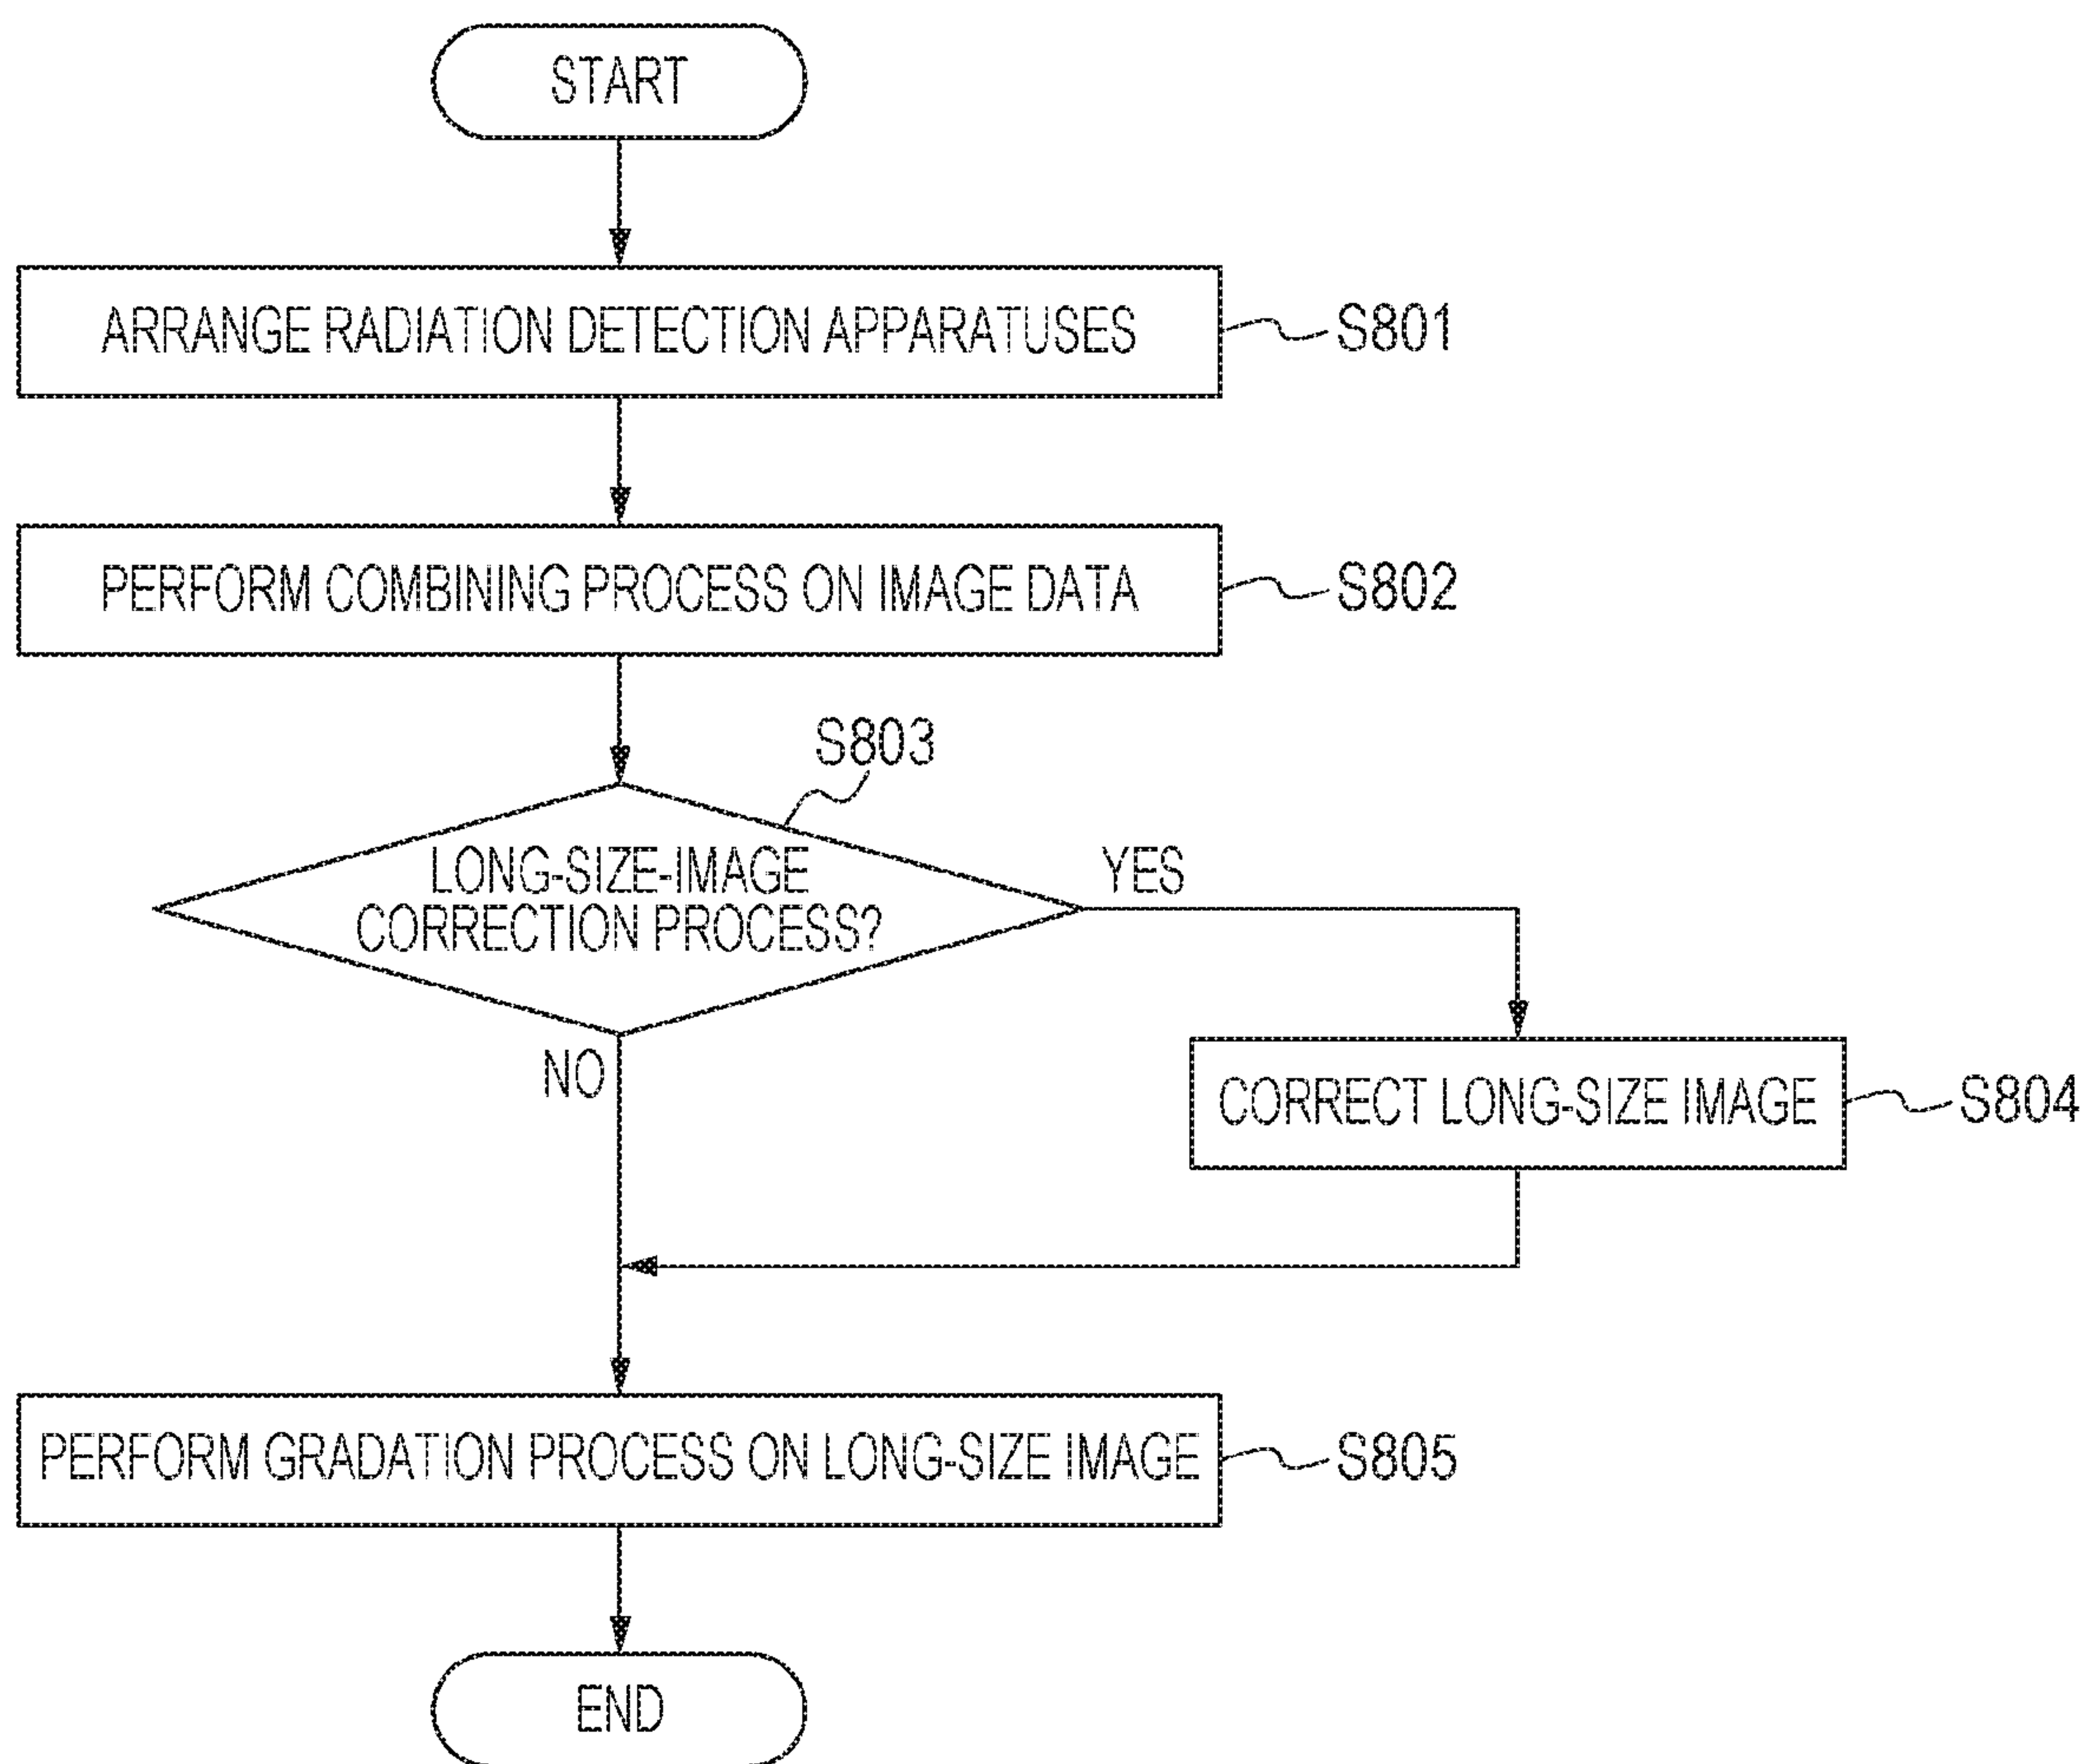 START
ARRANGE RADIATION DETECTION APPARATUSES
S801
PERFORM COMBINING PROCESS ON IMAGE DATA
S802
S803
LONG-SIZE-IMAGE
CORRECTION PROCESS?
YES
NO
CORRECT LONG-SIZE IMAGE
S804
PERFORM GRADATION PROCESS ON LONG-SIZE IMAGE
S805
END